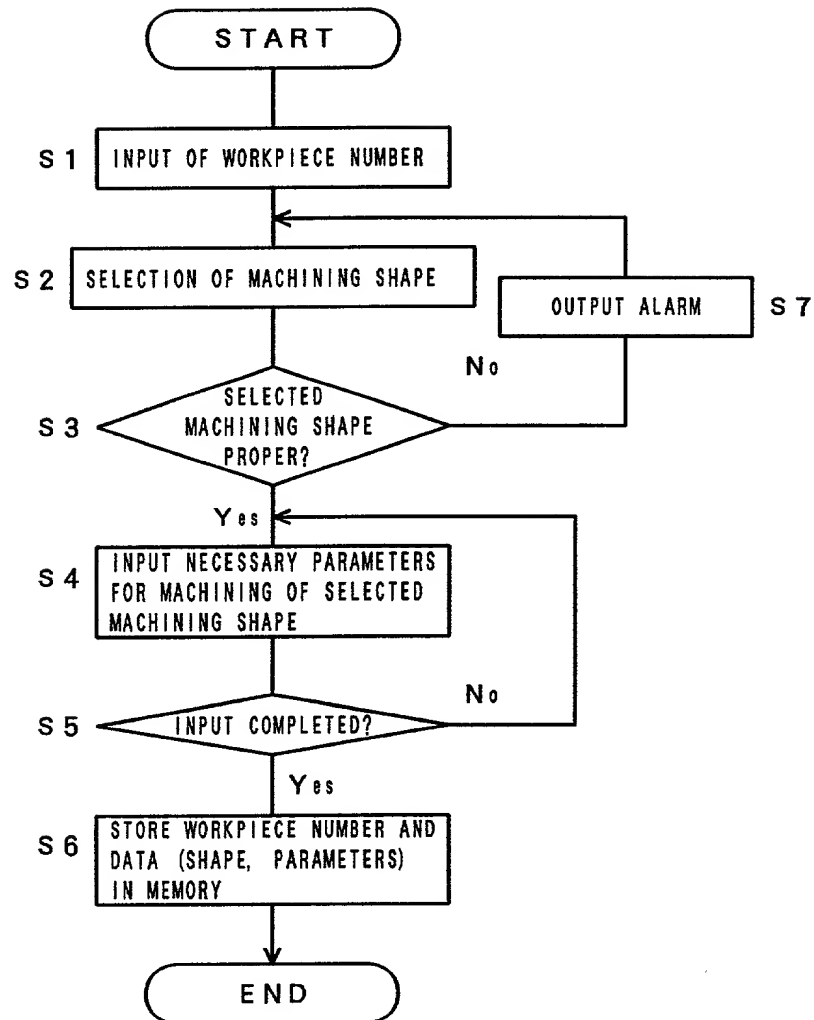 START
S1
INPUT OF WORKPIECE NUMBER
S2
SELECTION OF MACHINING SHAPE
OUTPUT ALARM
S7
No
S3
SELECTED
MACHINING SHAPE
PROPER?
Yes
S4
INPUT NECESSARY PARAMETERS
FOR MACHINING OF SELECTED
MACHINING SHAPE
No
S5
INPUT COMPLETED?
Yes
S6
STORE WORKPIECE NUMBER AND
DATA (SHAPE, PARAMETERS)
IN MEMORY
END